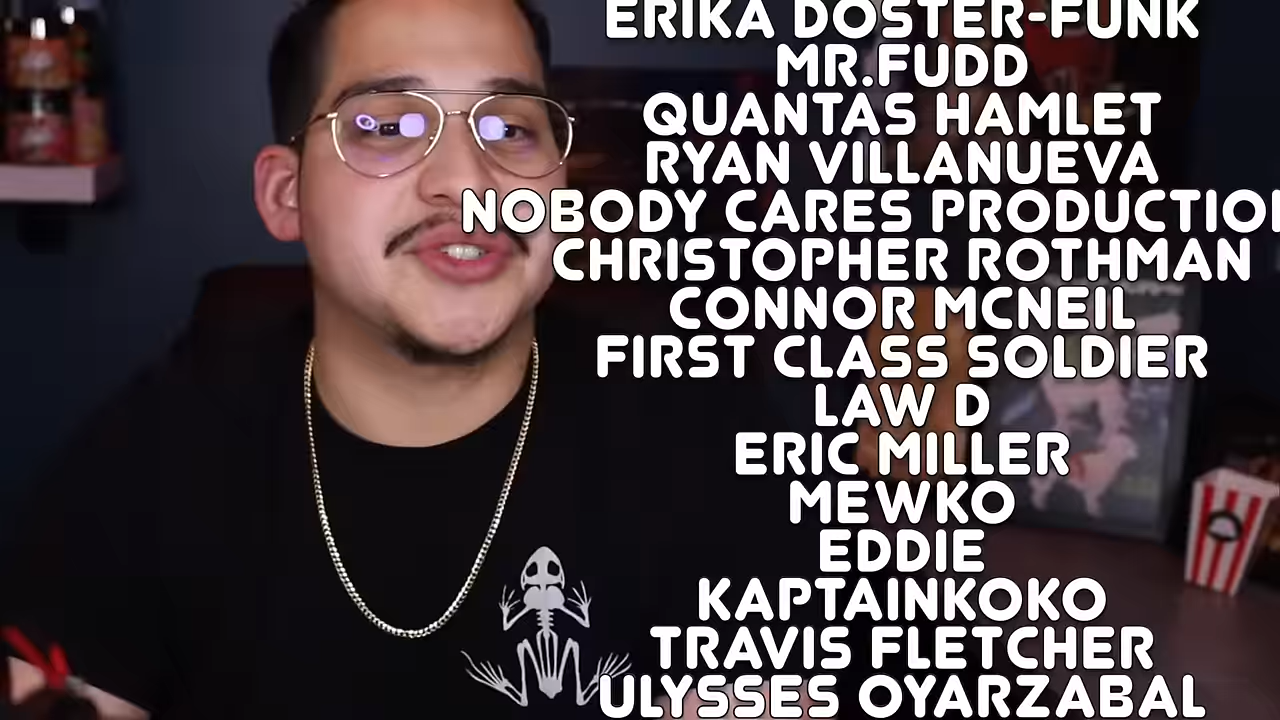 ERIKA DOSTER-FUNK
MR.FUDD
QUANTAS HAMLET
RYAN VILLANUEVA
NOBODY CARES PRODUCTIO
CHRISTOPHER ROTHMAN
CONNOR MCNEIL
FIRST CLASS SOLDIER
LAW D
ERIC MILLER
MEWKO
EDDIE
KAPTAINKOKO
TRAVIS FLETCHER
ULYSSES OYARZABAL